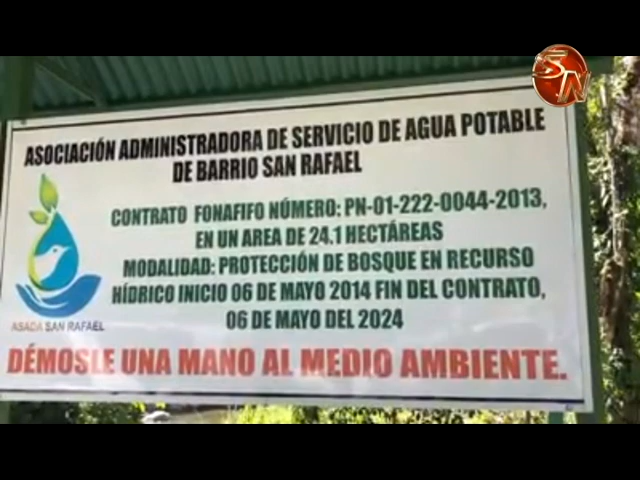 SN
ASOCIACIÓN ADMINISTRADORA DE SERVICIO DE AGUA POTABLE
DE BARRIO SAN RAFAEL
CONTRATO FONAFIFO NÚMERO: PN-01-222-0044-2013,
EN UN AREA DE 24.1 HECTÁREAS
MODALIDAD: PROTECCIÓN DE BOSQUE EN RECURSO
HÍDRICO INICIO 06 DE MAYO 2014 FIN DEL CONTRATO,
06 DE MAYO DEL 2024
ASADA SAN RAFAEL
DÉMOSLE UNA MANO AL MEDIO AMBIENTE.